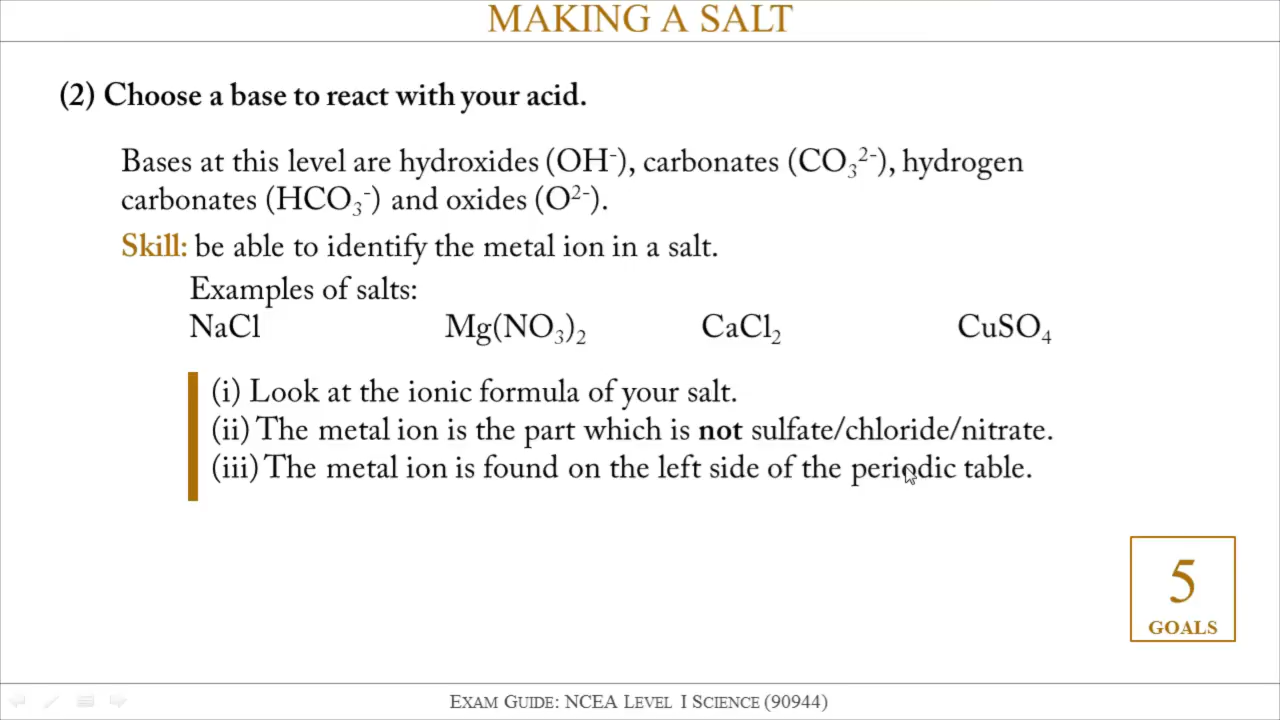 MAKING A SALT
(2) Choose a base to react with your acid.
Bases at this level are hydroxides (OH⁻), carbonates (CO₃²⁻), hydrogen
carbonates (HCO₃⁻) and oxides (O²⁻).
Skill: be able to identify the metal ion in a salt.
Examples of salts:
NaCl Mg(NO₃)₂ CaCl₂ CuSO₄
(i) Look at the ionic formula of your salt.
(ii) The metal ion is the part which is not sulfate/chloride/nitrate.
(iii) The metal ion is found on the left side of the periodic table.
5
GOALS
EXAM GUIDE: NCEA LEVEL 1 SCIENCE (90944)